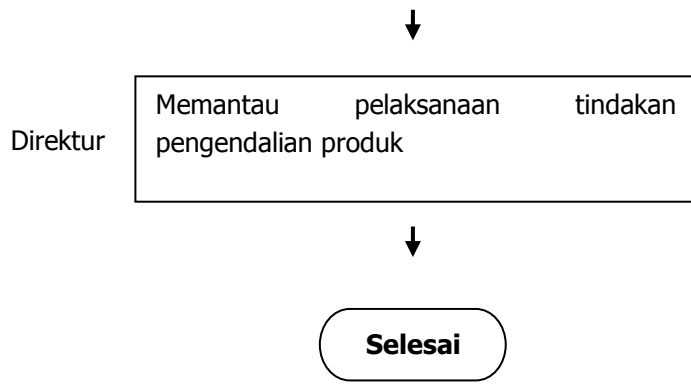 Direktur
Memantau pelaksanaan tindakan
pengendalian produk
Selesai